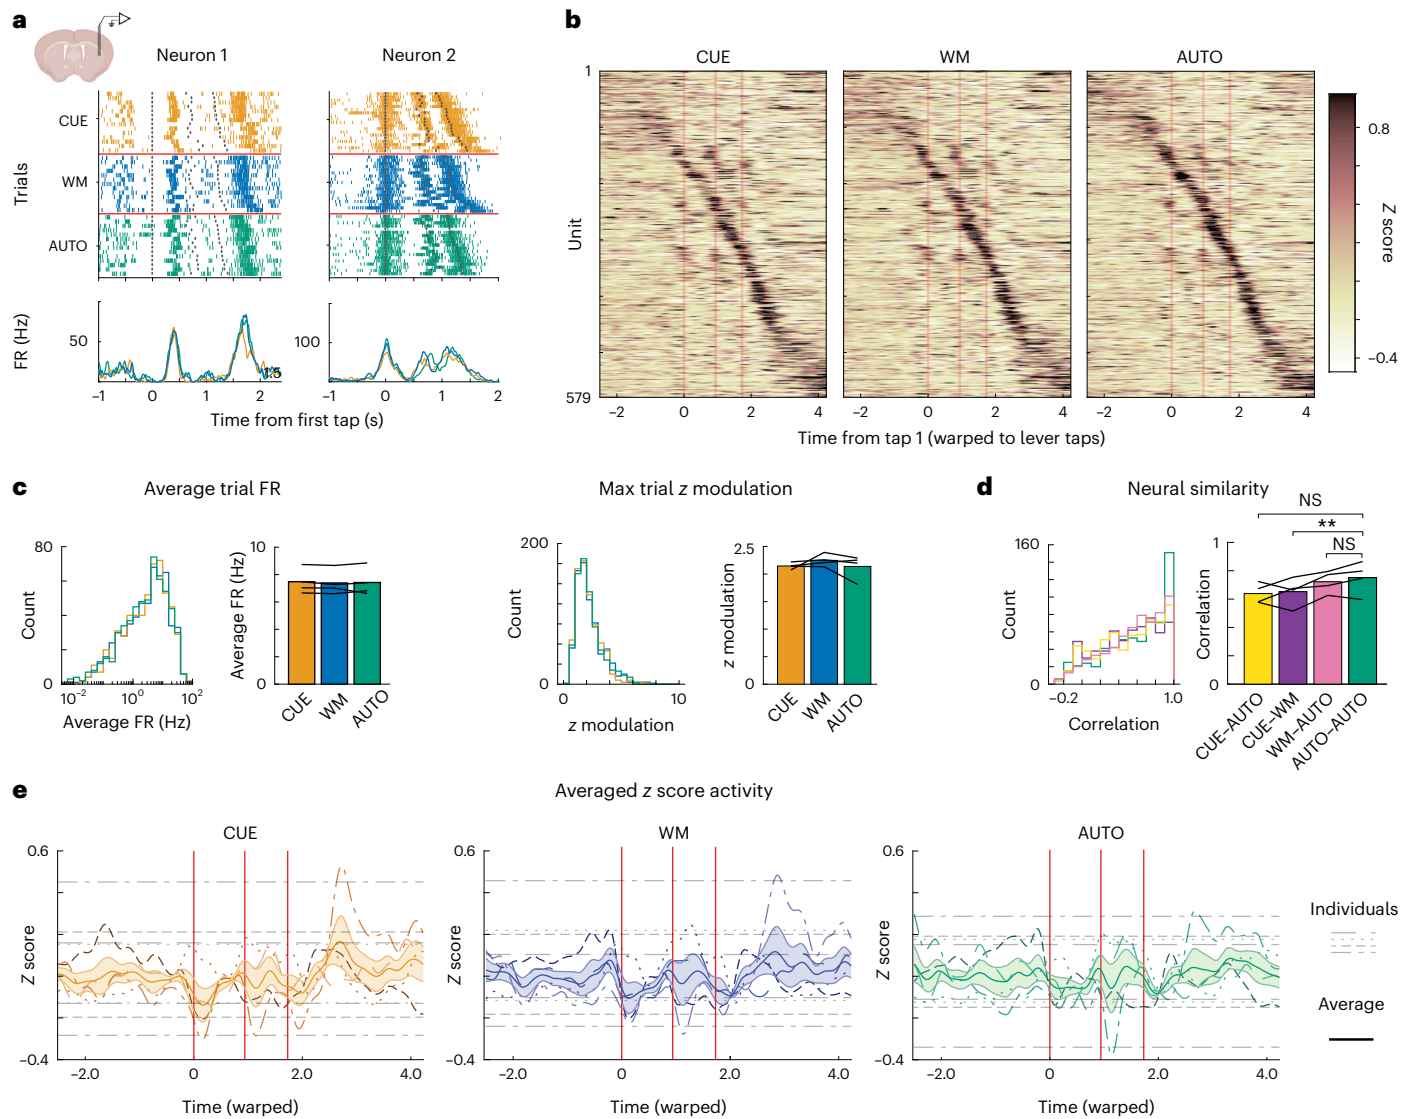 a
Neuron 1
Neuron 2
CUE
WM
AUTO
Trials
FR (Hz)
50
100
1.5
−1
0
1
2
−1
0
1
2
Time from first tap (s)
b
CUE
WM
AUTO
1
Unit
579
−2
0
2
4
−2
0
2
4
−2
0
2
4
Time from tap 1 (warped to lever taps)
0.8
Z score
−0.4
c
Average trial FR
80
40
0
Count
10⁻²
10⁰
10²
Average FR (Hz)
10
0
Average FR (Hz)
CUE
WM
AUTO
Max trial z modulation
200
0
Count
0
10
z modulation
2.5
0
z modulation
CUE
WM
AUTO
d
Neural similarity
160
0
Count
−0.2
1.0
Correlation
NS
**
NS
1
0
Correlation
CUE–AUTO
CUE–WM
WM–AUTO
AUTO–AUTO
e
Averaged z score activity
CUE
WM
AUTO
0.6
−0.4
Z score
−2.0
0
2.0
4.0
Time (warped)
0.6
−0.4
Z score
−2.0
0
2.0
4.0
Time (warped)
0.6
−0.4
Z score
−2.0
0
2.0
4.0
Time (warped)
Individuals
Average